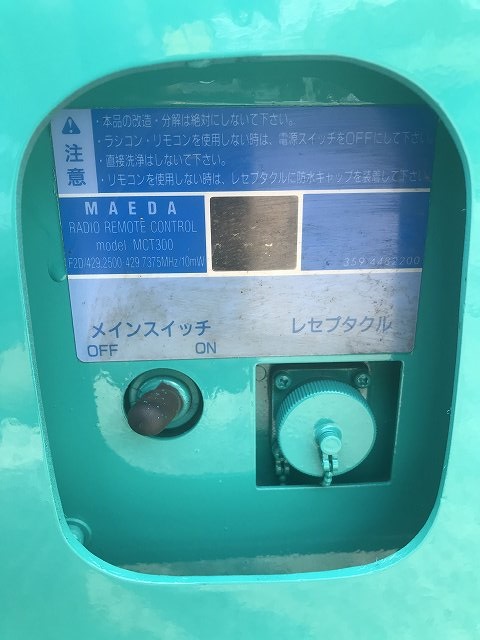 ・本品の改造・分解は絶対にしないで下さい。
・ラジコン・リモコンを使用しない時は、電源スイッチをOFFにして下さい。
・直接洗浄はしないで下さい。
・リモコンを使用しない時は、レセプタクルに防水キャップを装着して下さい。
注意
MAEDA
RADIO REMOTE CONTROL
model MCT300
F2D/429.2500,429.7375MHz/10mW
359-4482200
メインスイッチ
レセプタクル
OFF ON